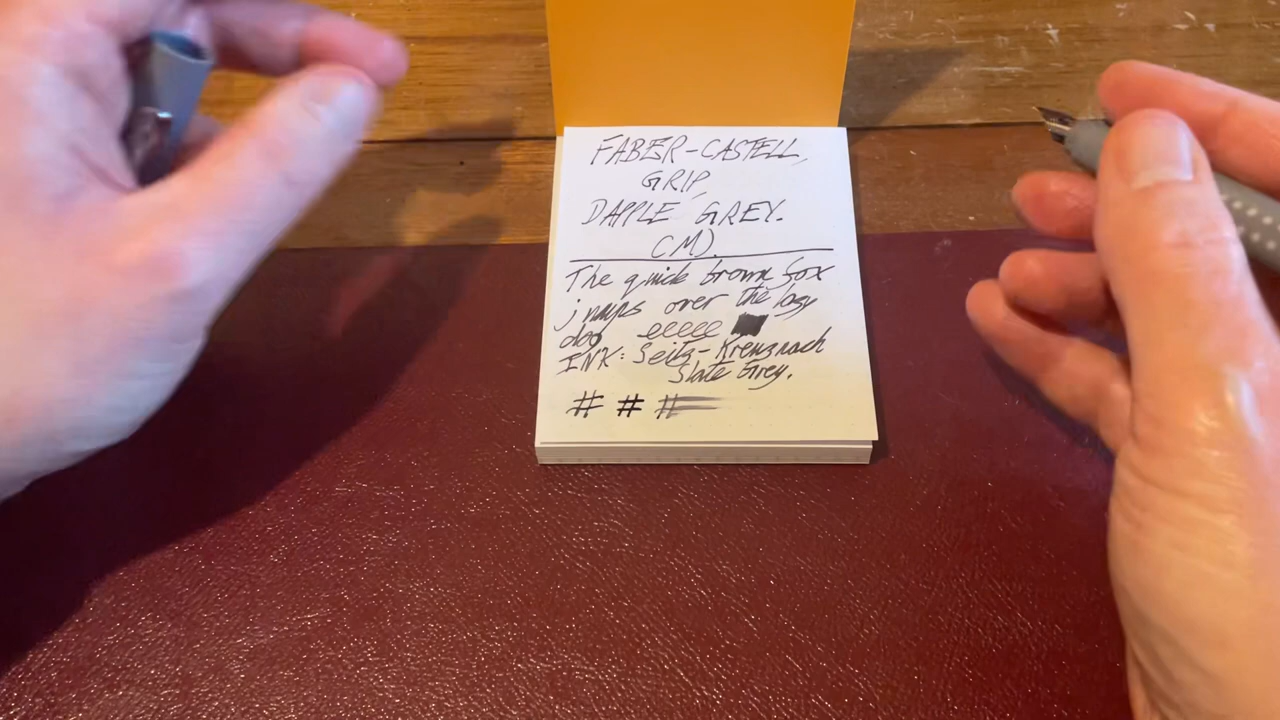 FABER-CASTELL,
GRIP,
DAPPLE GREY.
(M).
The quick brown fox
jumps over the lazy
dog eeeee
INK: Seitz-Kreuznach
Slate Grey.
# # #